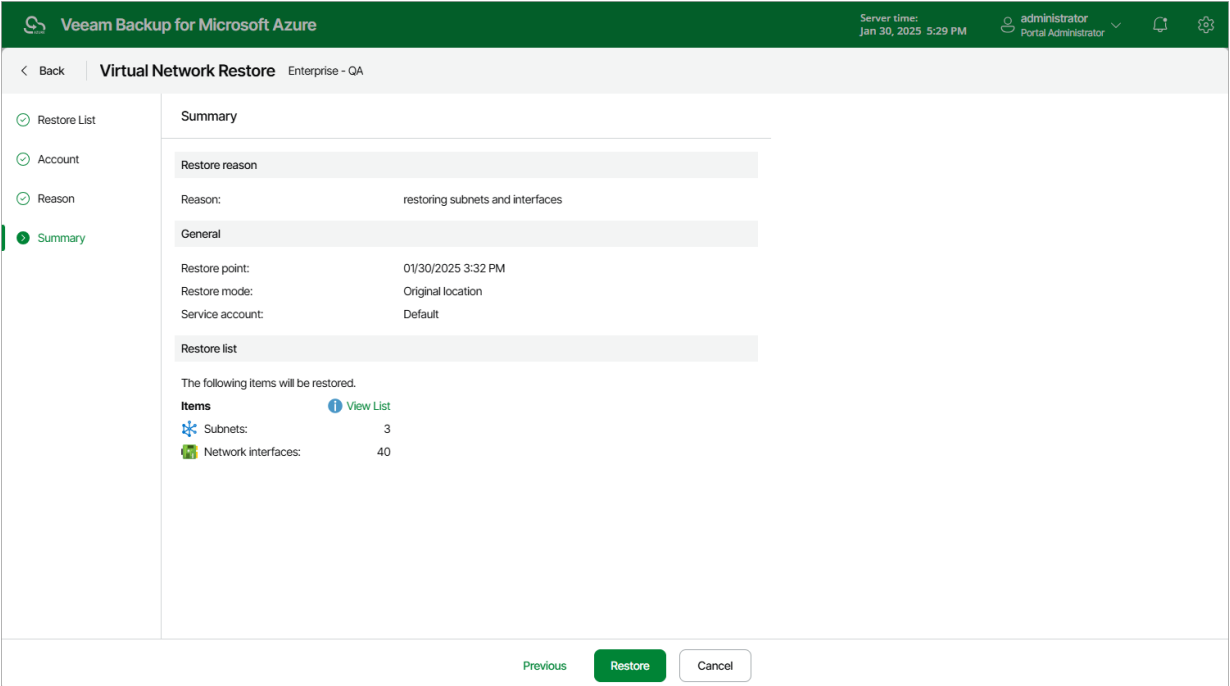 Veeam Backup for Microsoft Azure
Server time:
Jan 30, 2025 5:29 PM
administrator
Portal Administrator
Back
Virtual Network Restore
Enterprise - QA
Restore List
Account
Reason
Summary
Summary
Restore reason
Reason: restoring subnets and interfaces
General
Restore point: 01/30/2025 3:32 PM
Restore mode: Original location
Service account: Default
Restore list
The following items will be restored.
Items View List
Subnets: 3
Network interfaces: 40
Previous
Restore
Cancel